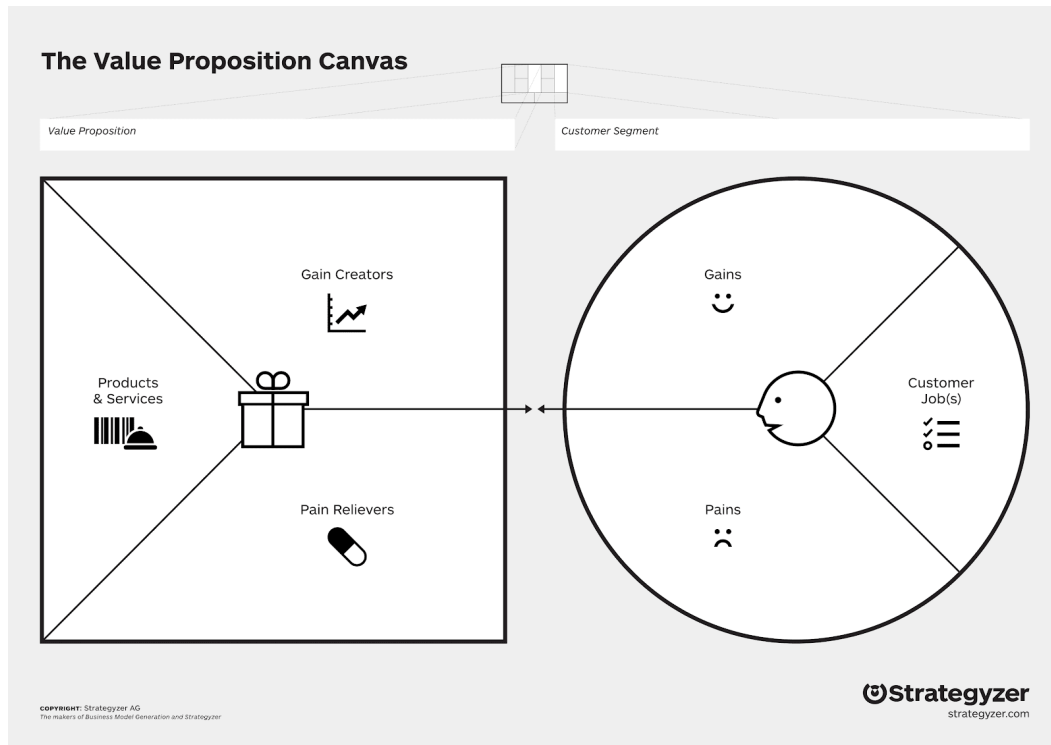 The Value Proposition Canvas
Value Proposition
Customer Segment
Gain Creators
Gains
Products
& Services
Customer
Job(s)
Pain Relievers
Pains
COPYRIGHT: Strategyzer AG
The makers of Business Model Generation and Strategyzer
Strategyzer
strategyzer.com